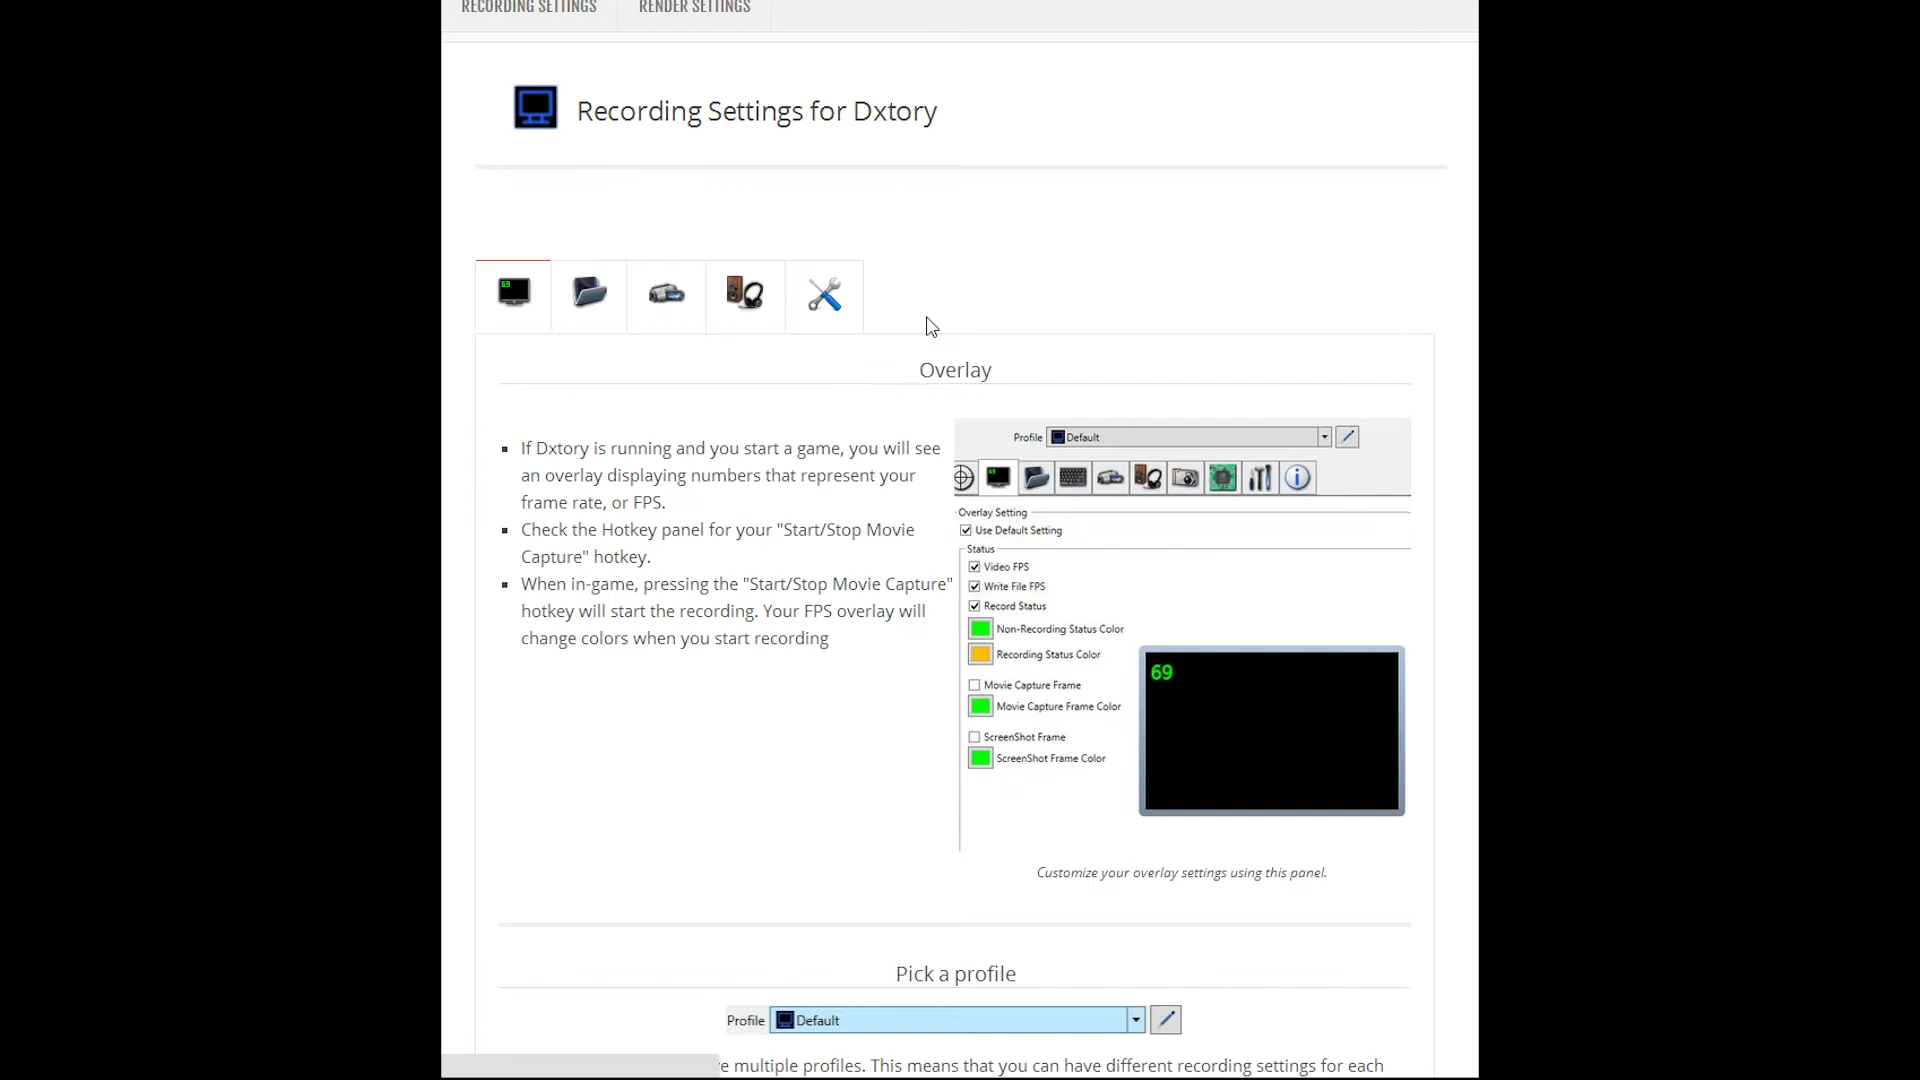 RECORDING SETTINGS
RENDER SETTINGS
Recording Settings for Dxtory
69
Overlay
If Dxtory is running and you start a game, you will see
an overlay displaying numbers that represent your
frame rate, or FPS.
Check the Hotkey panel for your "Start/Stop Movie
Capture" hotkey.
When in-game, pressing the "Start/Stop Movie Capture"
hotkey will start the recording. Your FPS overlay will
change colors when you start recording
Profile Default
Overlay Setting
Use Default Setting
Status
Video FPS
Write File FPS
Record Status
Non-Recording Status Color
Recording Status Color
Movie Capture Frame
Movie Capture Frame Color
ScreenShot Frame
ScreenShot Frame Color
69
Customize your overlay settings using this panel.
Pick a profile
Profile Default
multiple profiles. This means that you can have different recording settings for each